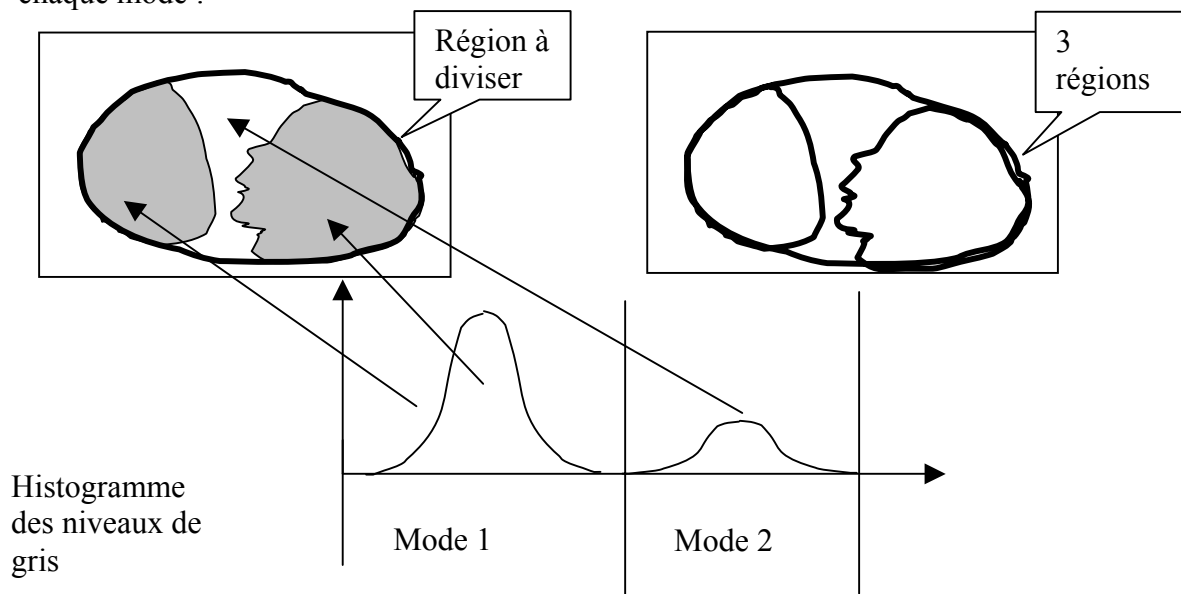 chaque mode :
Région à
diviser
3
régions
Histogramme
des niveaux de
gris
Mode 1
Mode 2